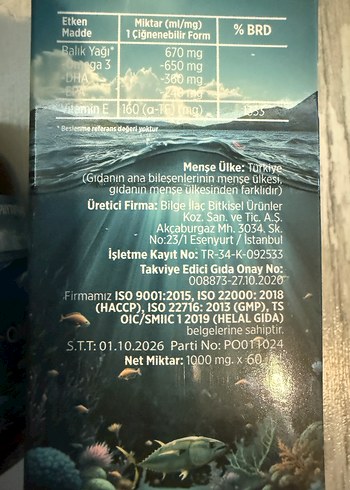 Etken Madde
Miktar (ml/mg)
1 Çiğnenebilir Form
% BRD
Balık Yağı* 670 mg
Omega 3 -650 mg
DHA -360 mg
Vitamin E 160 (α-TE) mg
* Beslenme referans değeri yoktur
Menşe Ülke: Türkiye
(Gıdanın ana bileşenlerinin menşe ülkesi,
gıdanın menşe ülkesinden farklıdır)
Üretici Firma: Bilge İlaç Bitkisel Ürünler
Koz. San. ve Tic. A.Ş.
Akçaburgaz Mh. 3034. Sk.
No:23/1 Esenyurt / İstanbul
İşletme Kayıt No: TR-34-K-092533
Takviye Edici Gıda Onay No:
008873-27.10.2020
Firmamız ISO 9001:2015, ISO 22000: 2018
(HACCP), ISO 22716: 2013 (GMP), TS
OIC/SMIIC 1 2019 (HELAL GIDA)
belgelerine sahiptir.
S.T.T: 01.10.2026 Parti No: PO011024
Net Miktar: 1000 mg. x 60